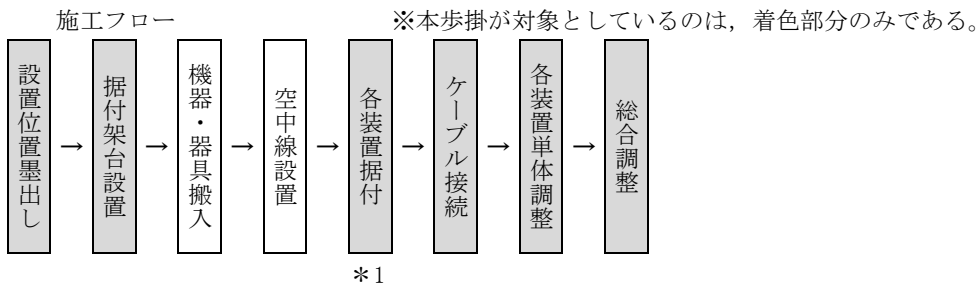 施工フロー
※本歩掛が対象としているのは，着色部分のみである。
設置位置墨出し
→
据付架台設置
→
機器・器具搬入
→
空中線設置
→
各装置据付
→
ケーブル接続
→
各装置単体調整
→
総合調整
＊1